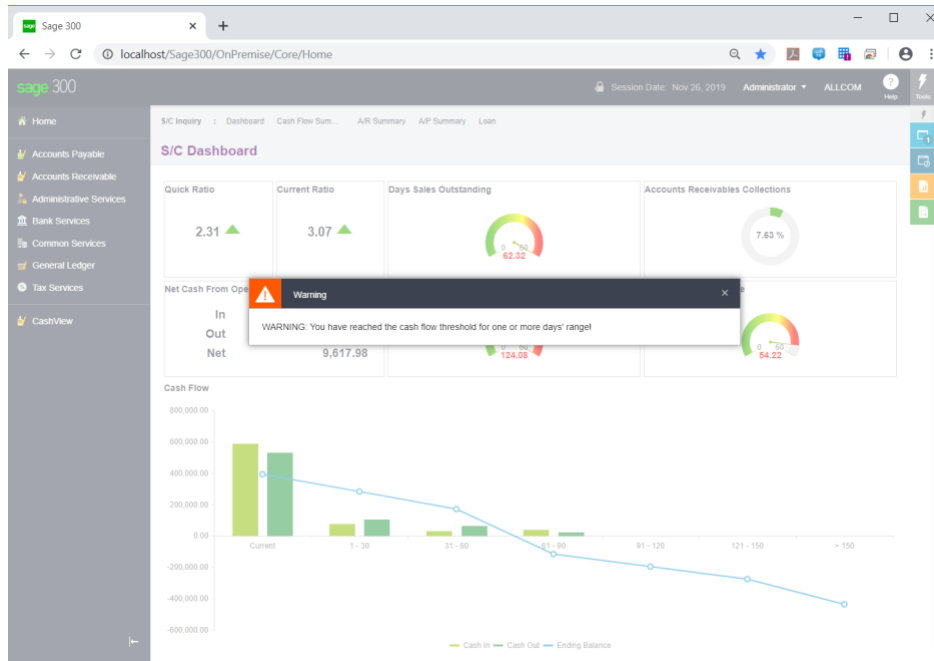 Sage 300
localhost/Sage300/OnPremise/Core/Home
sage 300
Session Date: Nov 26, 2019 Administrator ALLCOM Help Tools
Home
Accounts Payable
Accounts Receivable
Administrative Services
Bank Services
Common Services
General Ledger
Tax Services
CashView
S/C Inquiry : Dashboard Cash Flow Sum... A/R Summary A/P Summary Loan
S/C Dashboard
Quick Ratio Current Ratio Days Sales Outstanding Accounts Receivables Collections
2.31 3.07 0 60 7.63 %
62.32
Net Cash From Ope
Warning
WARNING: You have reached the cash flow threshold for one or more days' range!
In
Out
Net 9,617.98
124.08
0 60
54.22
Cash Flow
800,000.00
600,000.00
400,000.00
200,000.00
0.00
Current 1 - 30 31 - 60 61 - 90 91 - 120 121 - 150 > 150
-200,000.00
-400,000.00
-600,000.00
Cash In Cash Out Ending Balance